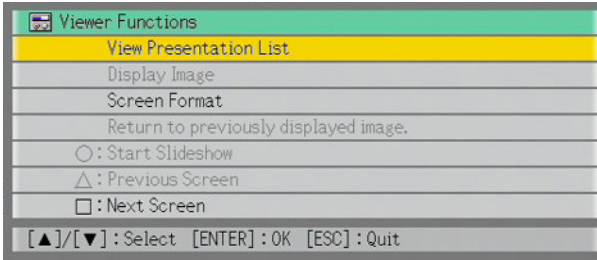 Viewer Functions
View Presentation List
Display Image
Screen Format
Return to previously displayed image.
○:Start Slideshow
△:Previous Screen
□:Next Screen
[▲]/[▼]:Select [ENTER]:OK [ESC]:Quit